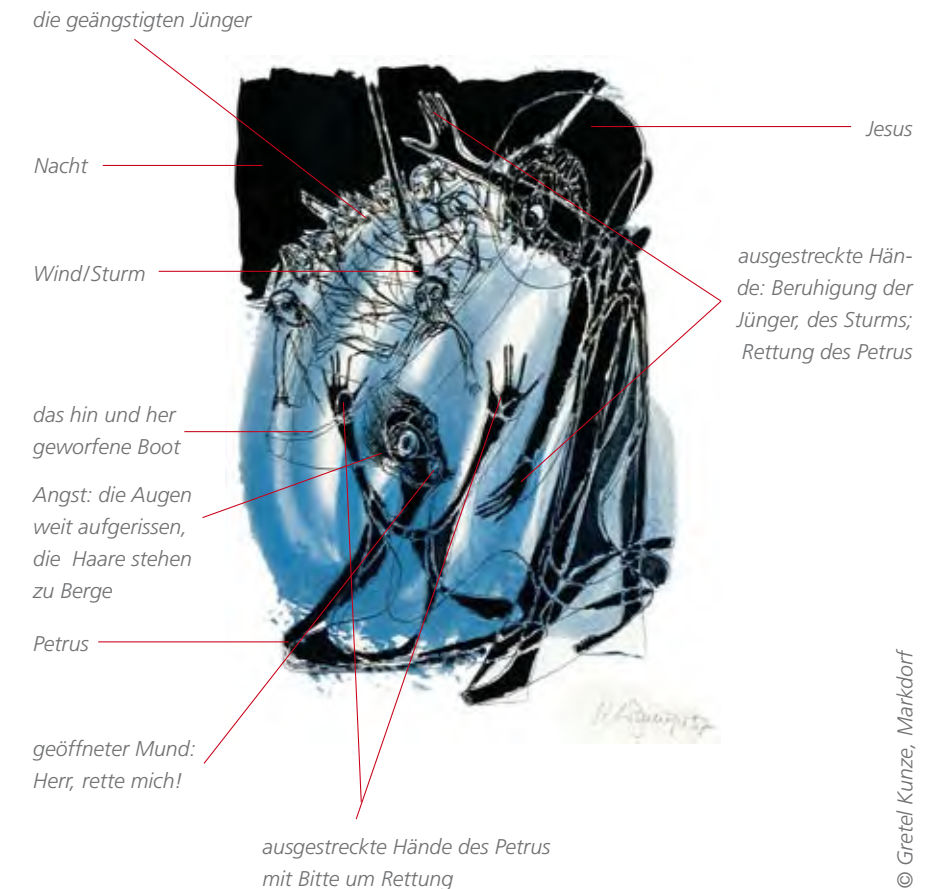 die geängstigten Jünger
Jesus
Nacht
Wind/Sturm
ausgestreckte Hän-
de: Beruhigung der
Jünger, des Sturms;
Rettung des Petrus
das hin und her
geworfene Boot
Angst: die Augen
weit aufgerissen,
die Haare stehen
zu Berge
Petrus
geöffneter Mund:
Herr, rette mich!
ausgestreckte Hände des Petrus
mit Bitte um Rettung
© Gretel Kunze, Markdorf